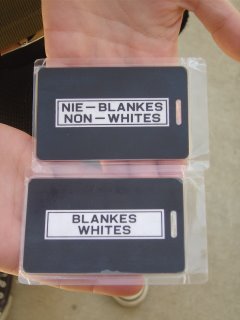 NIE — BLANKES
NON — WHITES
BLANKES
WHITES